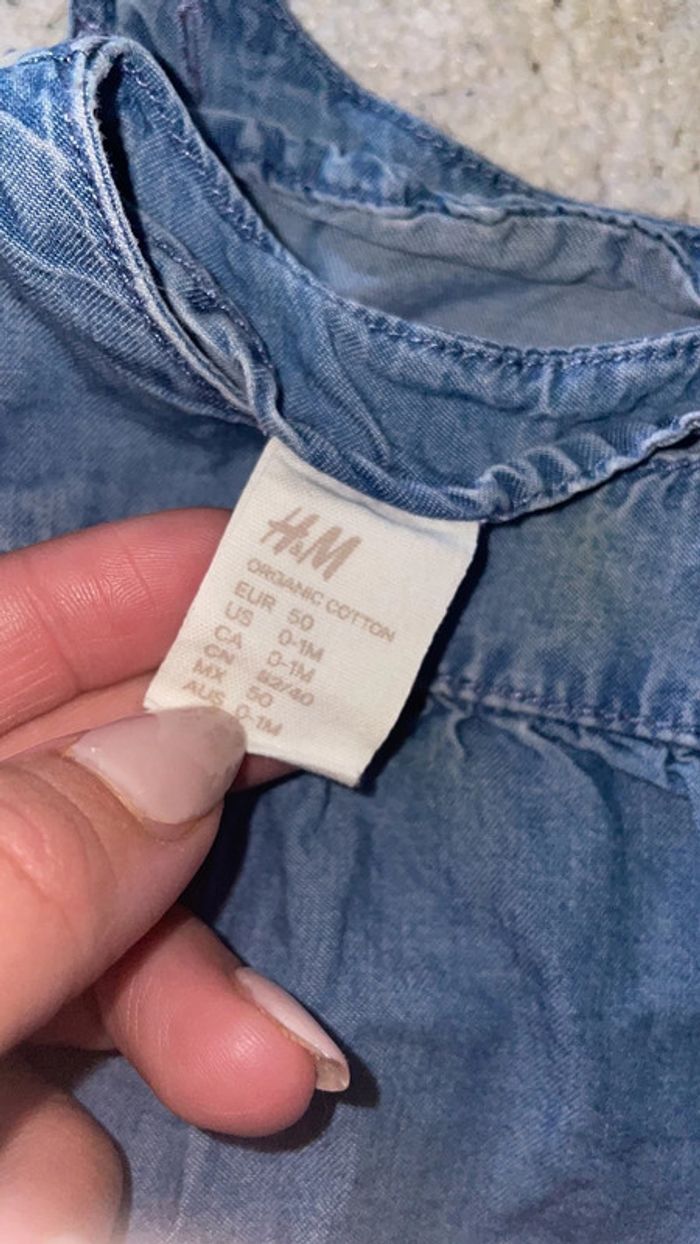 H&M
ORGANIC COTTON
EUR 50
US 0-1M
CA 0-1M
CN 52/40
MX 50
AUS 0-1M